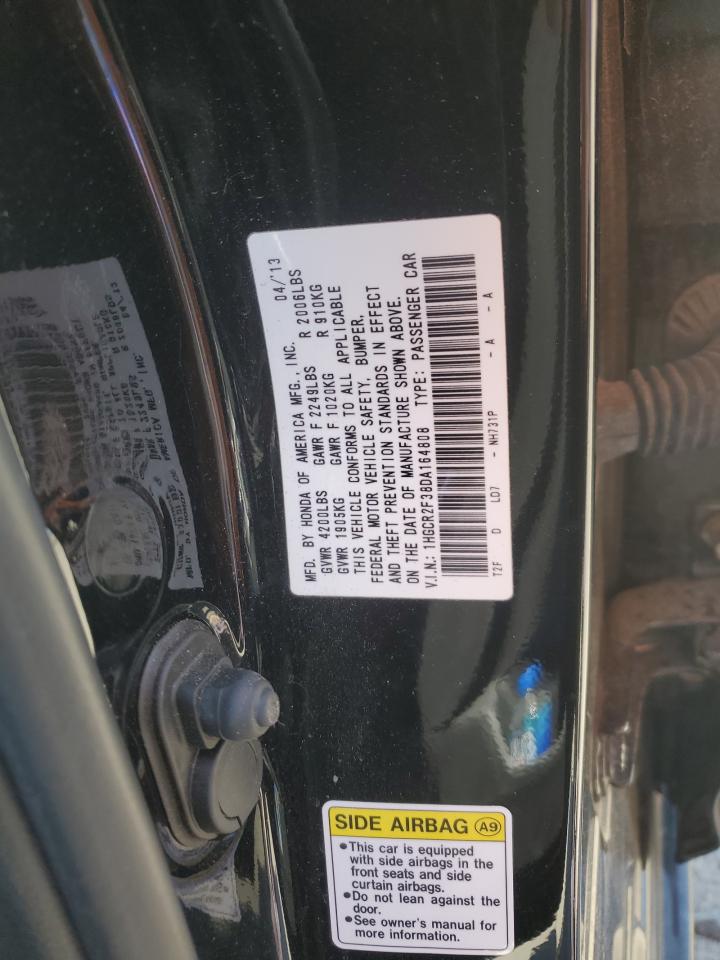 MFD. BY HONDA OF AMERICA MFG., INC. 04/'13
GVWR 4200LBS GAWR F 2249LBS R 2006LBS
GVWR 1905KG GAWR F 1020KG R 910KG
THIS VEHICLE CONFORMS TO ALL APPLICABLE
FEDERAL MOTOR VEHICLE SAFETY, BUMPER,
AND THEFT PREVENTION STANDARDS IN EFFECT
ON THE DATE OF MANUFACTURE SHOWN ABOVE.
V.I.N.: 1HGCR2F38DA164808 TYPE: PASSENGER CAR
T2F D LD7 - NH731P - A - A
SIDE AIRBAG A9
•This car is equipped
with side airbags in the
front seats and side
curtain airbags.
•Do not lean against the
door.
•See owner's manual for
more information.